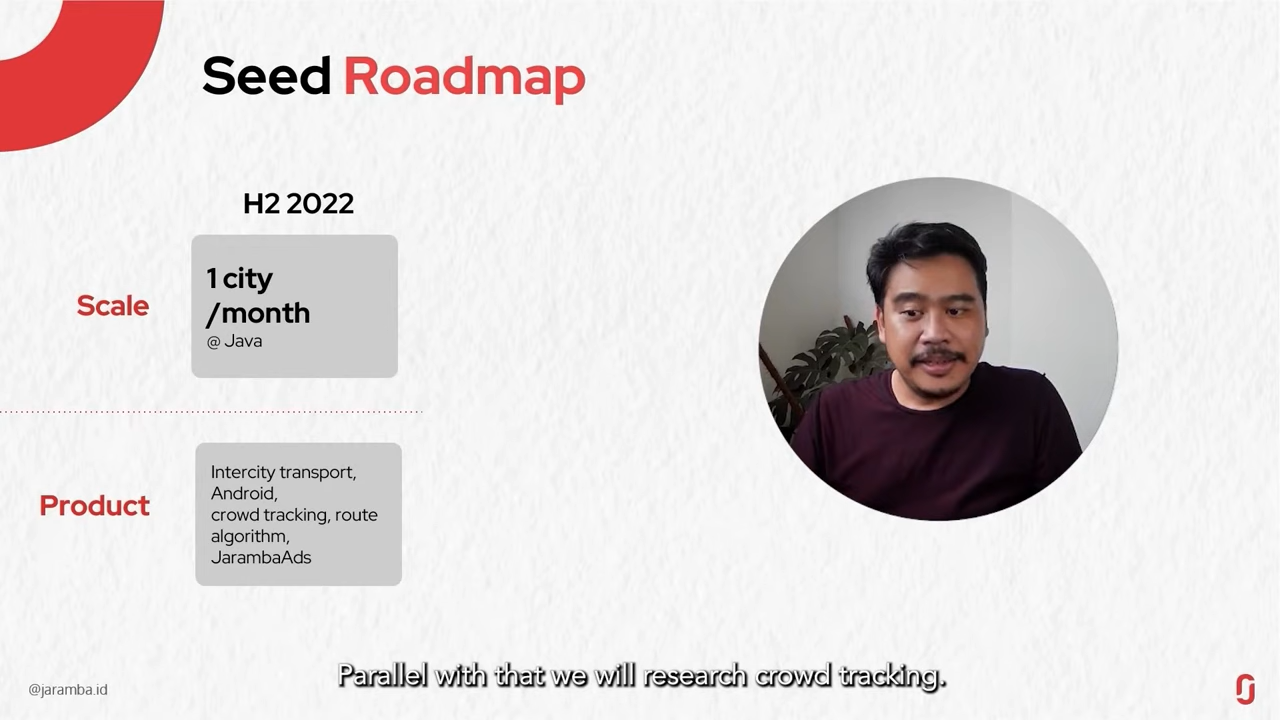 Seed Roadmap
H2 2022
Scale
1 city
/month
@ Java
Product
Intercity transport,
Android,
crowd tracking, route
algorithm,
JarambaAds
Parallel with that we will research crowd tracking.
@jaramba.id